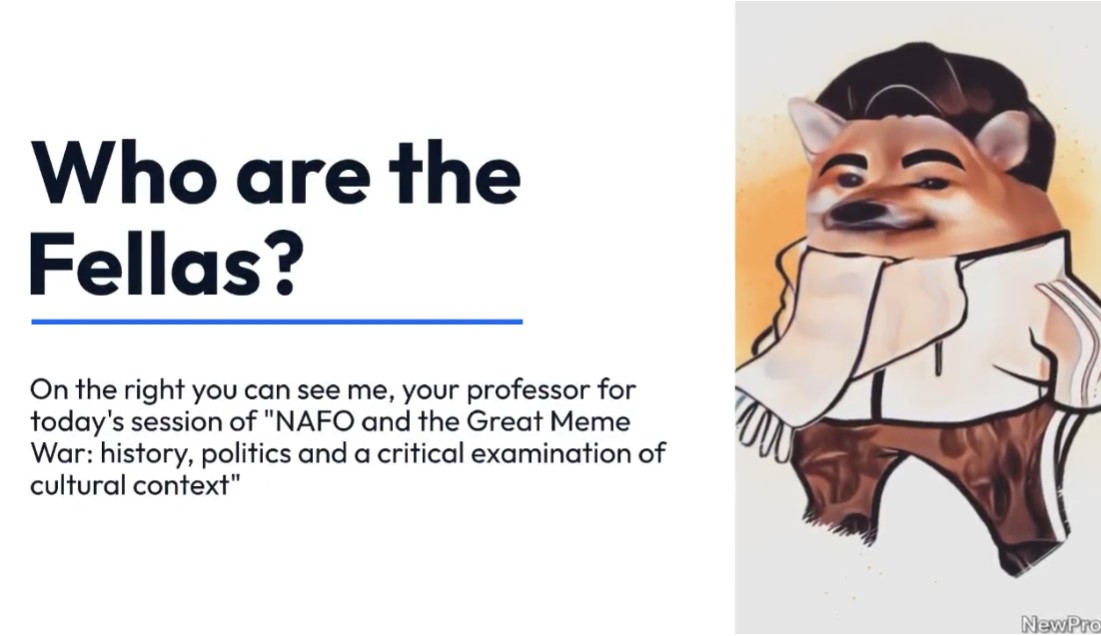 Who are the
Fellas?
On the right you can see me, your professor for
today's session of "NAFO and the Great Meme
War: history, politics and a critical examination of
cultural context"
NewPro